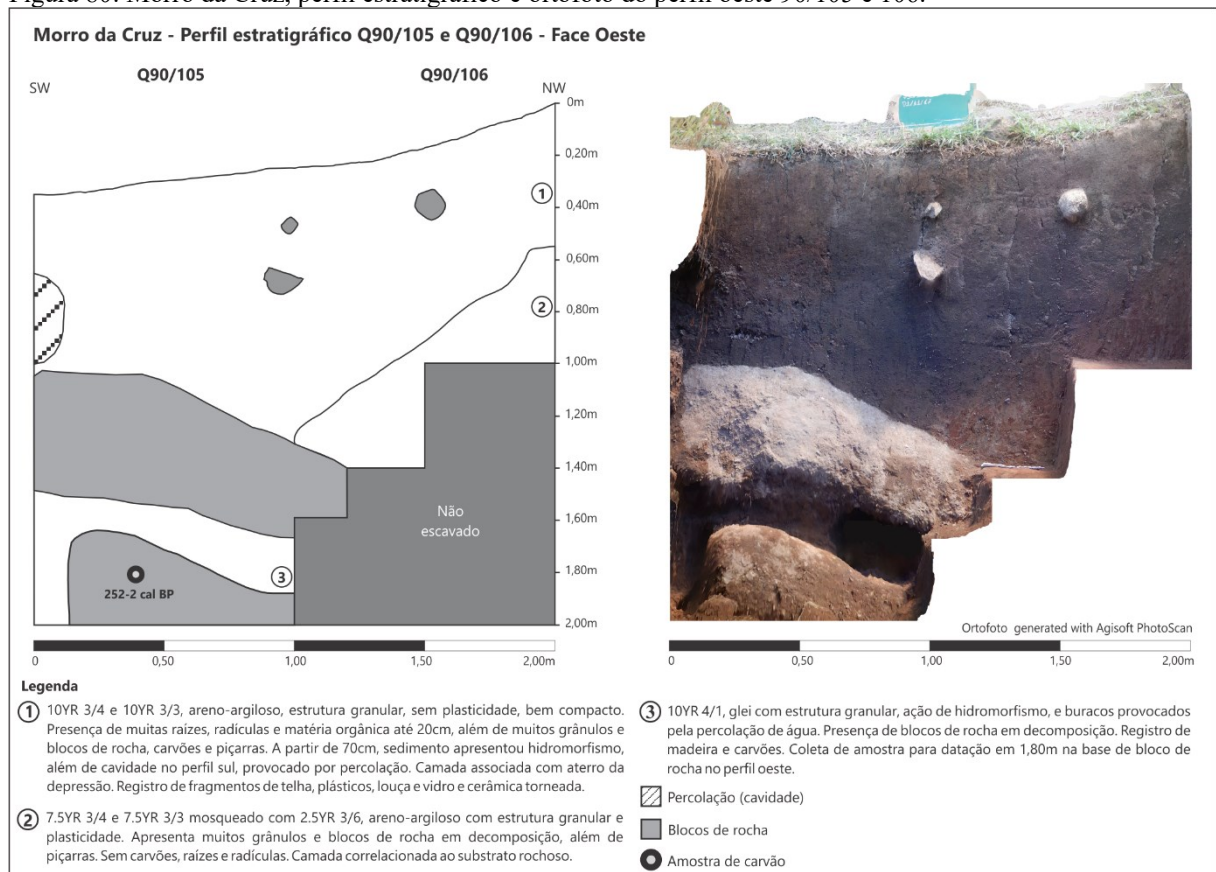 Figura 80: Morro da Cruz, perfil estratigráfico e ortofoto do perfil oeste 90/105 e 106.
Morro da Cruz - Perfil estratigráfico Q90/105 e Q90/106 - Face Oeste
Q90/105
Q90/106
SW
NW
0m
0,20m
0,40m
0,60m
0,80m
1,00m
1,20m
1,40m
1,60m
1,80m
2,00m
1
2
3
Não
escavado
252-2 cal BP
0
0,50
1,00
1,50
2,00m
Ortofoto generated with Agisoft PhotoScan
0
0,50
1,00
1,50
2,00m
Legenda
1 10YR 3/4 e 10YR 3/3, areno-argiloso, estrutura granular, sem plasticidade, bem compacto.
Presença de muitas raízes, radículas e matéria orgânica até 20cm, além de muitos grânulos e
blocos de rocha, carvões e piçarras. A partir de 70cm, sedimento apresentou hidromorfismo,
além de cavidade no perfil sul, provocado por percolação. Camada associada com aterro da
depressão. Registro de fragmentos de telha, plásticos, louça e vidro e cerâmica torneada.
2 7.5YR 3/4 e 7.5YR 3/3 mosqueado com 2.5YR 3/6, areno-argiloso com estrutura granular e
plasticidade. Apresenta muitos grânulos e blocos de rocha em decomposição, além de
piçarras. Sem carvões, raízes e radículas. Camada correlacionada ao substrato rochoso.
3 10YR 4/1, glei com estrutura granular, ação de hidromorfismo, e buracos provocados
pela percolação de água. Presença de blocos de rocha em decomposição. Registro de
madeira e carvões. Coleta de amostra para datação em 1,80m na base de bloco de
rocha no perfil oeste.
Percolação (cavidade)
Blocos de rocha
Amostra de carvão